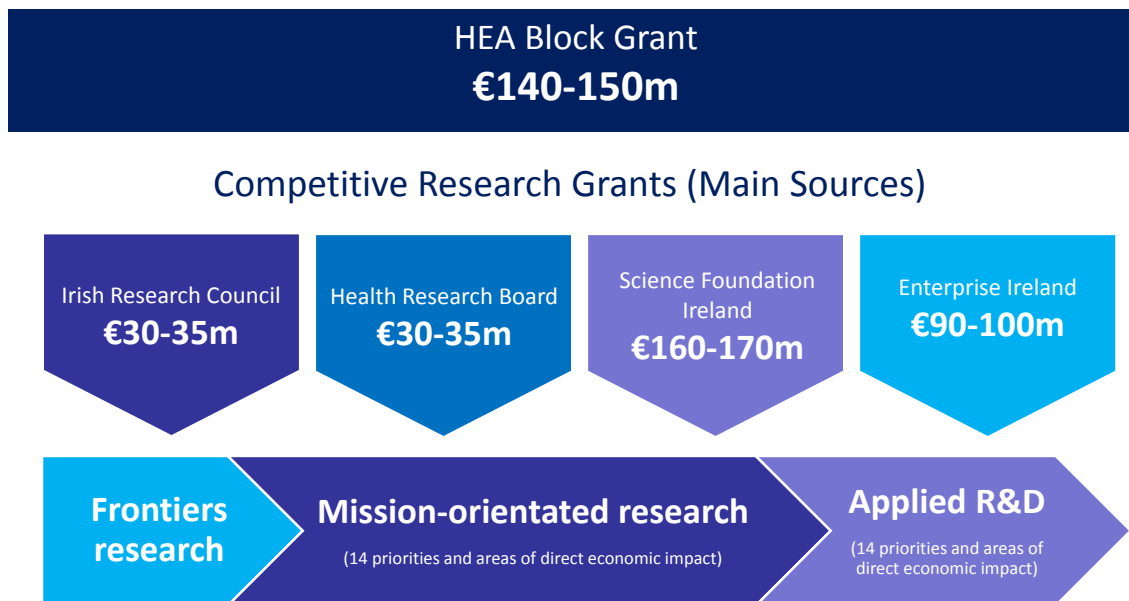 HEA Block Grant
€140-150m
Competitive Research Grants (Main Sources)
Irish Research Council
€30-35m
Health Research Board
€30-35m
Science Foundation
Ireland
€160-170m
Enterprise Ireland
€90-100m
Frontiers
research
Mission-orientated research
(14 priorities and areas of direct economic impact)
Applied R&D
(14 priorities and areas of
direct economic impact)